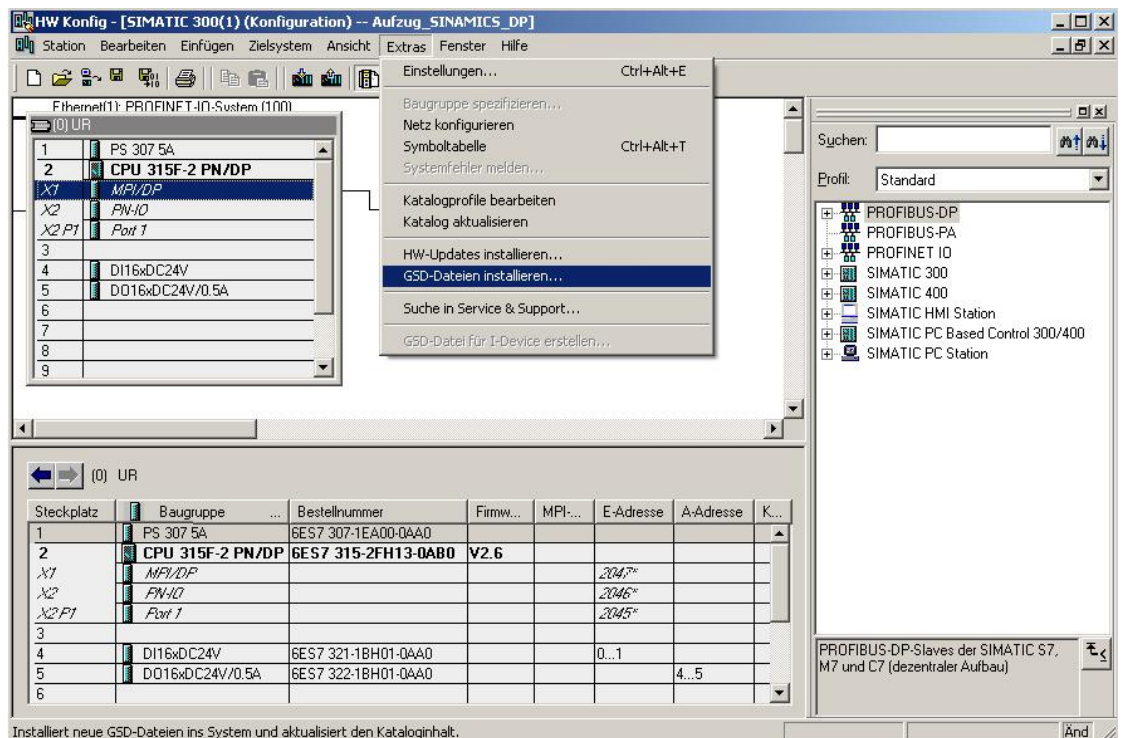 HW Konfig - [SIMATIC 300(1) (Konfiguration) -- Aufzug_SINAMICS_DP]
Station Bearbeiten Einfügen Zielsystem Ansicht Extras Fenster Hilfe
Einstellungen... Ctrl+Alt+E
Baugruppe spezifizieren...
Netz konfigurieren
Symboltabelle Ctrl+Alt+T
Systemfehler melden...
Katalogprofile bearbeiten
Katalog aktualisieren
HW-Updates installieren...
GSD-Dateien installieren...
Suche in Service & Support...
GSD-Datei für I-Device erstellen...
Ethernet(1): PROFINET-IO-System (100)
(0) UR
1 PS 307 5A
2 CPU 315F-2 PN/DP
X1 MPI/DP
X2 PN-IO
X2 P1 Port 1
3
4 DI16xDC24V
5 DO16xDC24V/0.5A
6
7
8
9
Suchen:
Profil: Standard
PROFIBUS-DP
PROFIBUS-PA
PROFINET IO
SIMATIC 300
SIMATIC 400
SIMATIC HMI Station
SIMATIC PC Based Control 300/400
SIMATIC PC Station
(0) UR
Steckplatz Baugruppe ... Bestellnummer Firmw... MPI-... E-Adresse A-Adresse K...
1 PS 307 5A 6ES7 307-1EA00-0AA0
2 CPU 315F-2 PN/DP 6ES7 315-2FH13-0AB0 V2.6
X1 MPI/DP 2047*
X2 PN-IO 2046*
X2 P1 Port 1 2045*
3
4 DI16xDC24V 6ES7 321-1BH01-0AA0 0...1
5 DO16xDC24V/0.5A 6ES7 322-1BH01-0AA0 4...5
6
PROFIBUS-DP-Slaves der SIMATIC S7,
M7 und C7 (dezentraler Aufbau)
Installiert neue GSD-Dateien ins System und aktualisiert den Kataloginhalt.
Änd